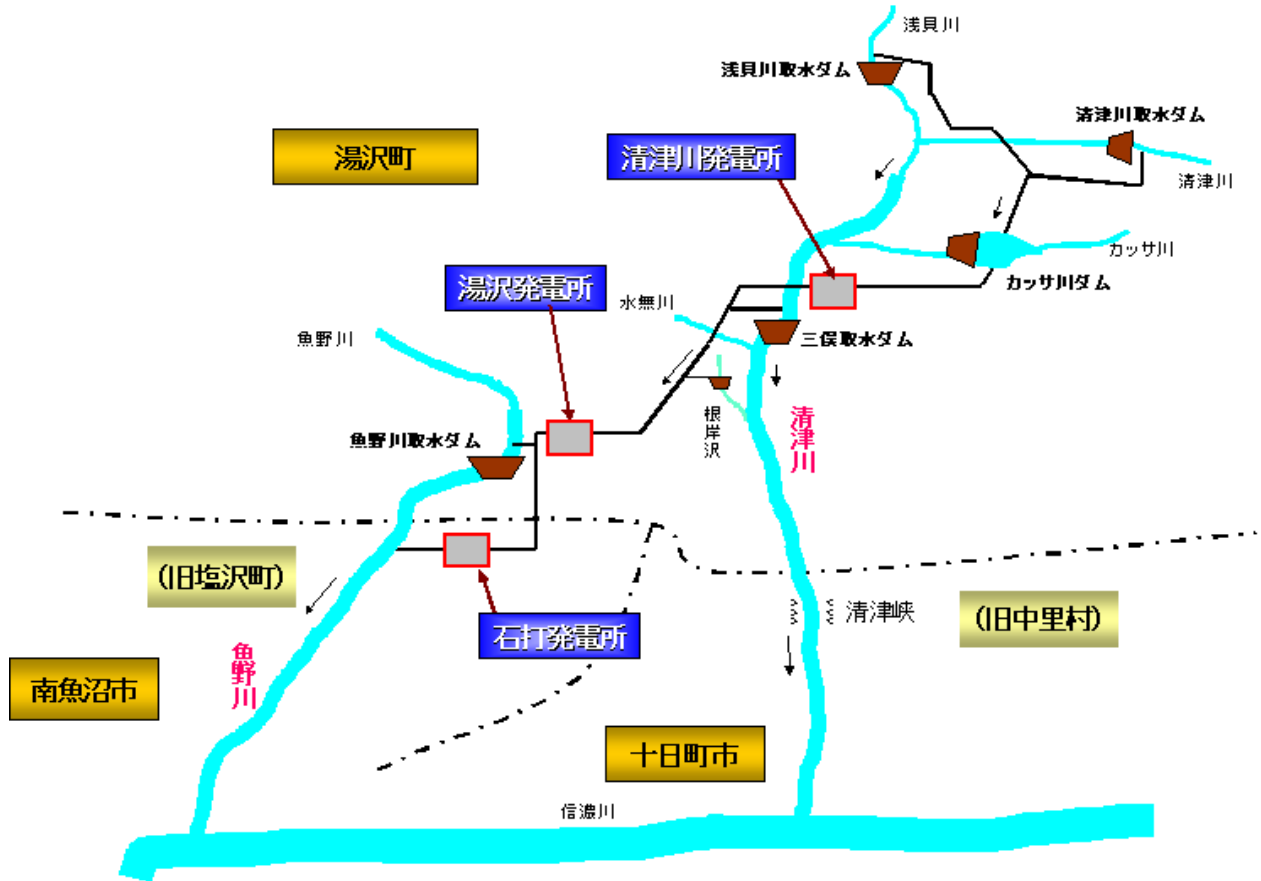 浅貝川
浅貝川取水ダム
清津川取水ダム
湯沢町
清津川発電所
清津川
カッサ川
湯沢発電所
カッサ川ダム
水無川
魚野川
三俣取水ダム
根岸沢
清津川
魚野川取水ダム
(旧塩沢町)
清津峡
(旧中里村)
石打発電所
魚野川
南魚沼市
十日町市
信濃川